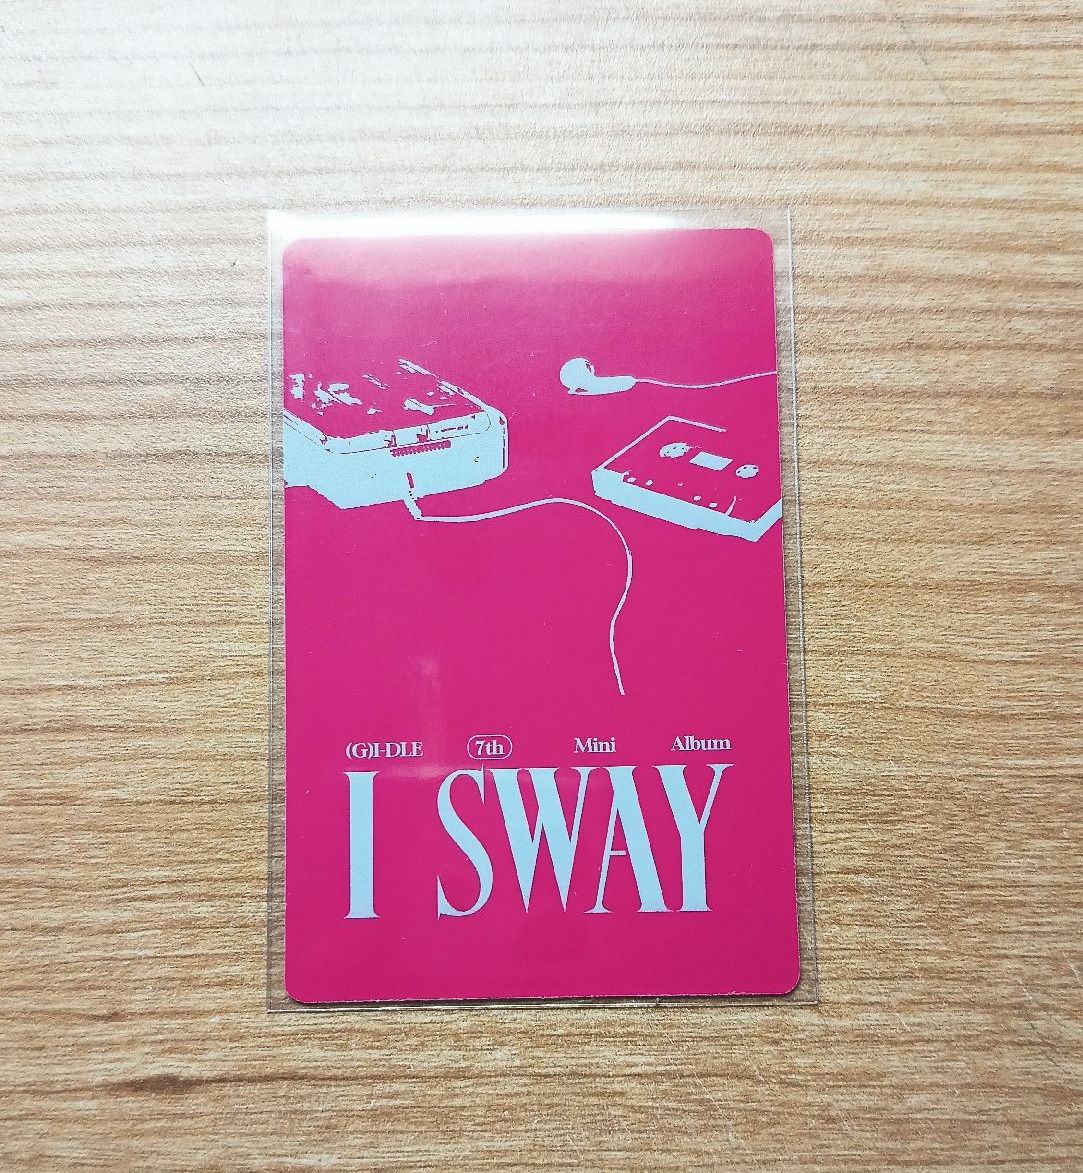 (G)I-DLE 7th Mini Album
I SWAY